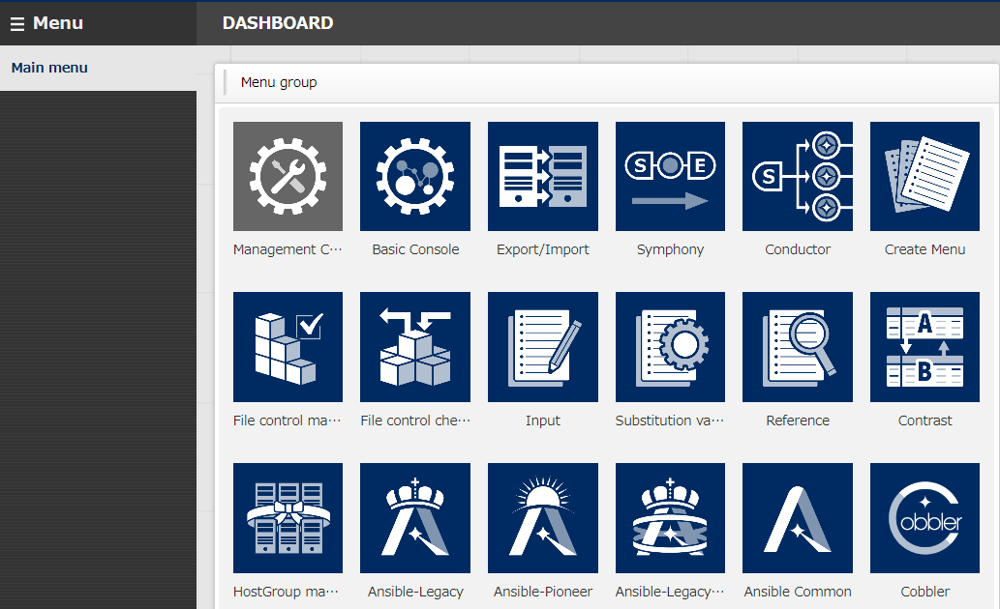 Menu
DASHBOARD
Main menu
Menu group
S E
S
Management C···
Basic Console
Export/Import
Symphony
Conductor
Create Menu
A
B
File control ma···
File control che···
Input
Substitution va···
Reference
Contrast
obbler
HostGroup ma···
Ansible-Legacy
Ansible-Pioneer
Ansible-Legacy···
Ansible Common
Cobbler